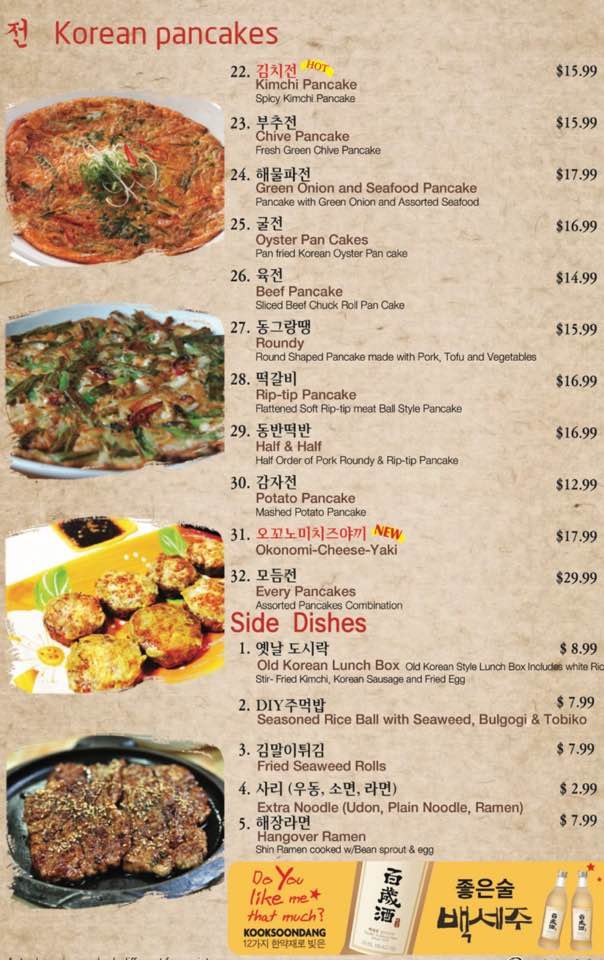 전 Korean pancakes
22. 김치전 HOT $15.99
Kimchi Pancake
Spicy Kimchi Pancake
23. 부추전 $15.99
Chive Pancake
Fresh Green Chive Pancake
24. 해물파전 $17.99
Green Onion and Seafood Pancake
Pancake with Green Onion and Assorted Seafood
25. 굴전 $16.99
Oyster Pan Cakes
Pan fried Korean Oyster Pan cake
26. 육전 $14.99
Beef Pancake
Sliced Beef Chuck Roll Pan Cake
27. 동그랑땡 $15.99
Roundy
Round Shaped Pancake made with Pork, Tofu and Vegetables
28. 떡갈비 $16.99
Rip-tip Pancake
Flattened Soft Rip-tip meat Ball Style Pancake
29. 동반떡반 $16.99
Half & Half
Half Order of Pork Roundy & Rip-tip Pancake
30. 감자전 $12.99
Potato Pancake
Mashed Potato Pancake
31. 오꼬노미치즈야끼 NEW $17.99
Okonomi-Cheese-Yaki
32. 모듬전 $29.99
Every Pancakes
Assorted Pancakes Combination
Side Dishes
1. 옛날 도시락 $ 8.99
Old Korean Lunch Box Old Korean Style Lunch Box Includes white Ric
Stir- Fried Kimchi, Korean Sausage and Fried Egg
2. DIY주먹밥 $ 7.99
Seasoned Rice Ball with Seaweed, Bulgogi & Tobiko
3. 김말이튀김 $ 7.99
Fried Seaweed Rolls
4. 사리 (우동, 소면, 라면) $ 2.99
Extra Noodle (Udon, Plain Noodle, Ramen)
5. 해장라면 $ 7.99
Hangover Ramen
Shin Ramen cooked w/Bean sprout & egg
Do You
like me
that much?
KOOKSOONDANG
12가지 한약재로 빚은
百歲酒
좋은술
백세주